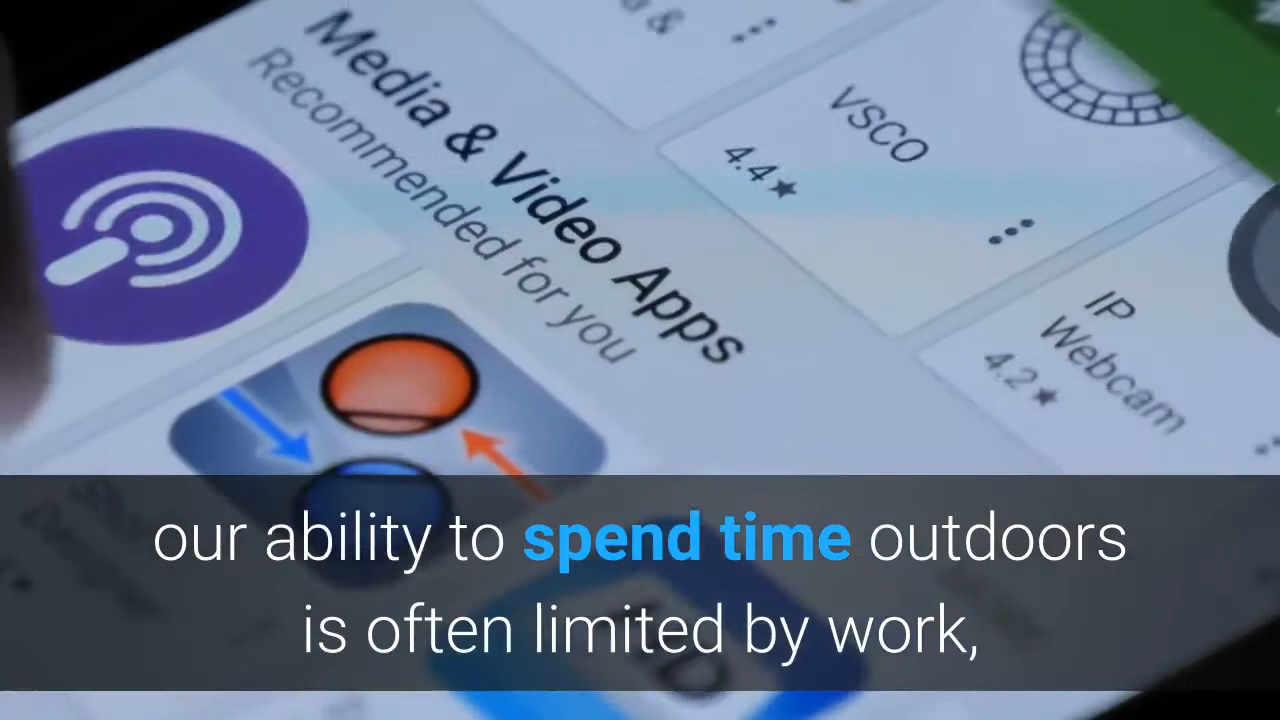 Media & Video Apps
Recommended for you
VSCO
4.4★
IP
Webcam
4.2★
our ability to spend time outdoors
is often limited by work,